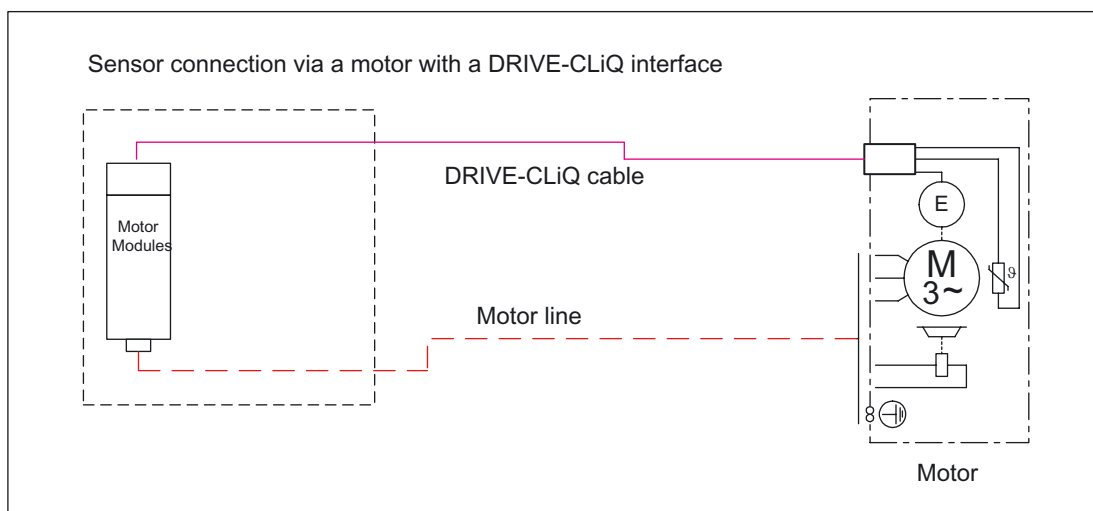 Sensor connection via a motor with a DRIVE-CLiQ interface
DRIVE-CLiQ cable
Motor
Modules
E
M
3~
ϑ
Motor line
Motor